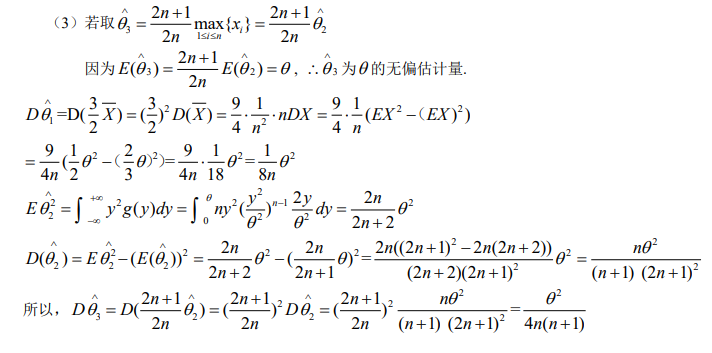 （3）若取 $\hat{\theta}_3 = \frac{2n+1}{2n} \max_{1 \le i \le n}\{x_i\} = \frac{2n+1}{2n} \hat{\theta}_2$
因为 $E(\hat{\theta}_3) = \frac{2n+1}{2n} E(\hat{\theta}_2) = \theta$ , ∴ $\hat{\theta}_3$ 为 $\theta$ 的无偏估计量.
$D\hat{\theta}_1 = D(\frac{3}{2}\overline{X}) = (\frac{3}{2})^2 D(\overline{X}) = \frac{9}{4} \cdot \frac{1}{n^2} \cdot nDX = \frac{9}{4} \cdot \frac{1}{n}(EX^2 - （EX)^2)$
$= \frac{9}{4n}(\frac{1}{2}\theta^2 - （\frac{2}{3}\theta)^2) = \frac{9}{4n} \cdot \frac{1}{18}\theta^2 = \frac{1}{8n}\theta^2$
$E\hat{\theta}_2^2 = \int_{-\infty}^{+\infty} y^2 g(y)dy = \int_0^{\theta} ny^2 (\frac{y^2}{\theta^2})^{n-1} \frac{2y}{\theta^2} dy = \frac{2n}{2n+2}\theta^2$
$D(\hat{\theta}_2) = E\hat{\theta}_2^2 - (E(\hat{\theta}_2))^2 = \frac{2n}{2n+2}\theta^2 - (\frac{2n}{2n+1}\theta)^2 = \frac{2n((2n+1)^2 - 2n(2n+2))}{(2n+2)(2n+1)^2}\theta^2 = \frac{n\theta^2}{(n+1)\ (2n+1)^2}$
所以，$D\hat{\theta}_3 = D(\frac{2n+1}{2n}\hat{\theta}_2) = (\frac{2n+1}{2n})^2 D\hat{\theta}_2 = (\frac{2n+1}{2n})^2 \frac{n\theta^2}{(n+1)\ (2n+1)^2} = \frac{\theta^2}{4n(n+1)}$